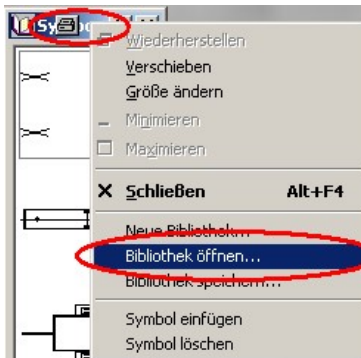 Symbo
Wiederherstellen
Verschieben
Größe ändern
Minimieren
Maximieren
Schließen Alt+F4
Neue Bibliothek...
Bibliothek öffnen...
Bibliothek speichern...
Symbol einfügen
Symbol löschen